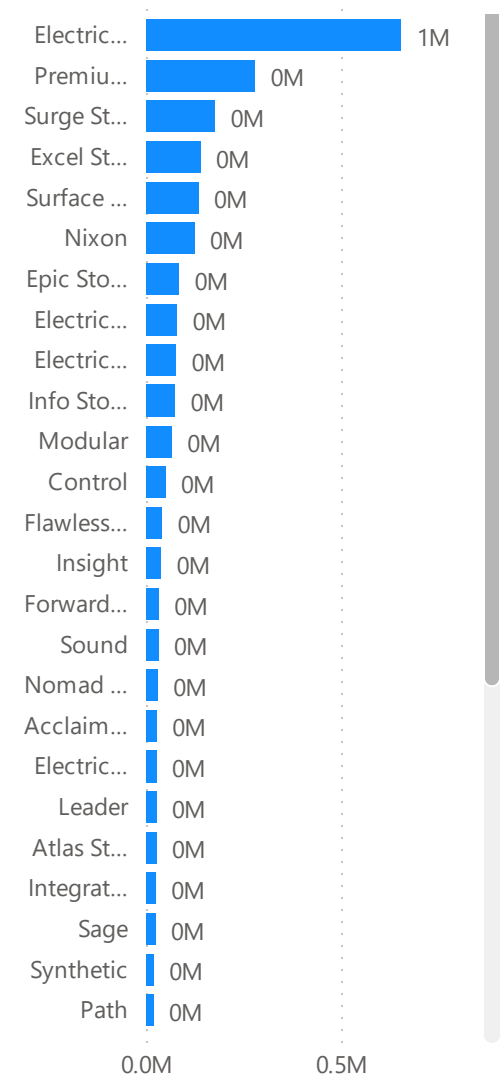 Electric... 1M
Premiu... 0M
Surge St... 0M
Excel St... 0M
Surface ... 0M
Nixon 0M
Epic Sto... 0M
Electric... 0M
Electric... 0M
Info Sto... 0M
Modular 0M
Control 0M
Flawless... 0M
Insight 0M
Forward... 0M
Sound 0M
Nomad ... 0M
Acclaim... 0M
Electric... 0M
Leader 0M
Atlas St... 0M
Integrat... 0M
Sage 0M
Synthetic 0M
Path 0M
0.0M 0.5M